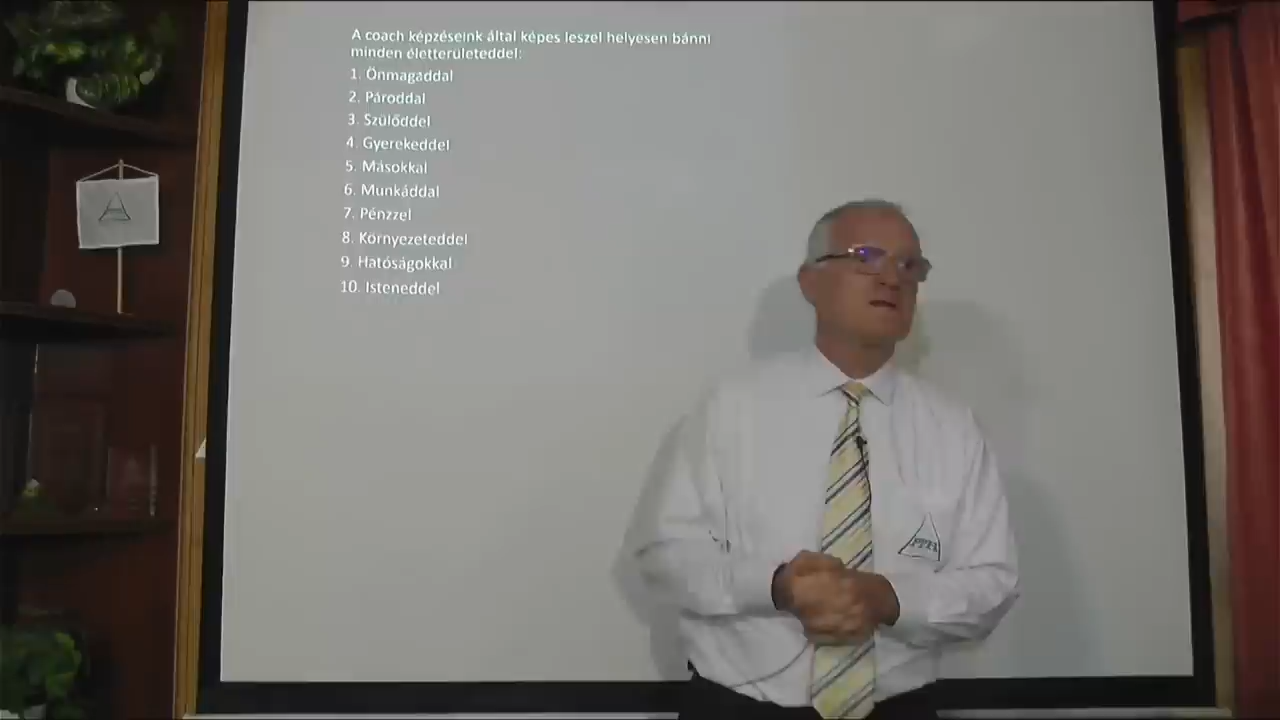 A coach képzéseink által képes leszel helyesen bánni
minden életterületeddel:
1. Önmagaddal
2. Pároddal
3. Szülőddel
4. Gyerekeddel
5. Másokkal
6. Munkáddal
7. Pénzzel
8. Környezeteddel
9. Hatóságokkal
10. Isteneddel